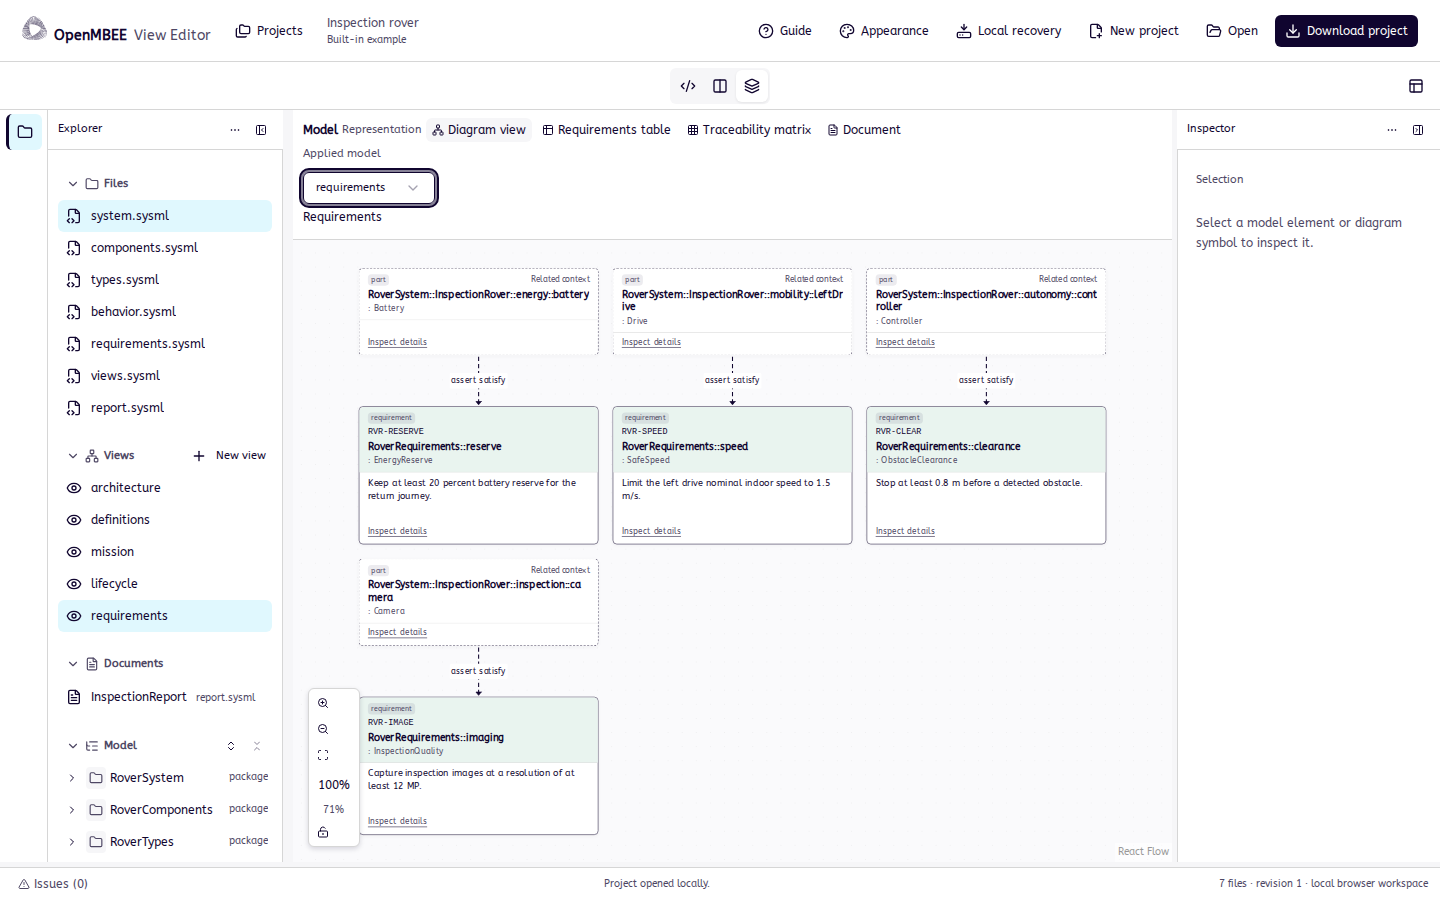 OpenMBEE View Editor
Projects
Inspection rover
Built-in example
Guide
Appearance
Local recovery
New project
Open
Download project
Explorer
Files
system.sysml
components.sysml
types.sysml
behavior.sysml
requirements.sysml
views.sysml
report.sysml
Views
New view
architecture
definitions
mission
lifecycle
requirements
Documents
InspectionReport report.sysml
Model
RoverSystem package
RoverComponents package
RoverTypes package
Model Representation Diagram view Requirements table Traceability matrix Document
Applied model
requirements
Requirements
part Related context
RoverSystem::InspectionRover::energy::battery
: Battery
Inspect details
part Related context
RoverSystem::InspectionRover::mobility::leftDr
ive
: Drive
Inspect details
part Related context
RoverSystem::InspectionRover::autonomy::cont
roller
: Controller
Inspect details
assert satisfy
assert satisfy
assert satisfy
requirement
RVR-RESERVE
RoverRequirements::reserve
: EnergyReserve
Keep at least 20 percent battery reserve for the
return journey.
Inspect details
requirement
RVR-SPEED
RoverRequirements::speed
: SafeSpeed
Limit the left drive nominal indoor speed to 1.5
m/s.
Inspect details
requirement
RVR-CLEAR
RoverRequirements::clearance
: ObstacleClearance
Stop at least 0.8 m before a detected obstacle.
Inspect details
part Related context
RoverSystem::InspectionRover::inspection::ca
mera
: Camera
Inspect details
assert satisfy
requirement
RVR-IMAGE
RoverRequirements::imaging
: InspectionQuality
Capture inspection images at a resolution of at
least 12 MP.
Inspect details
100%
71%
React Flow
Inspector
Selection
Select a model element or diagram
symbol to inspect it.
Issues (0)
Project opened locally.
7 files · revision 1 · local browser workspace